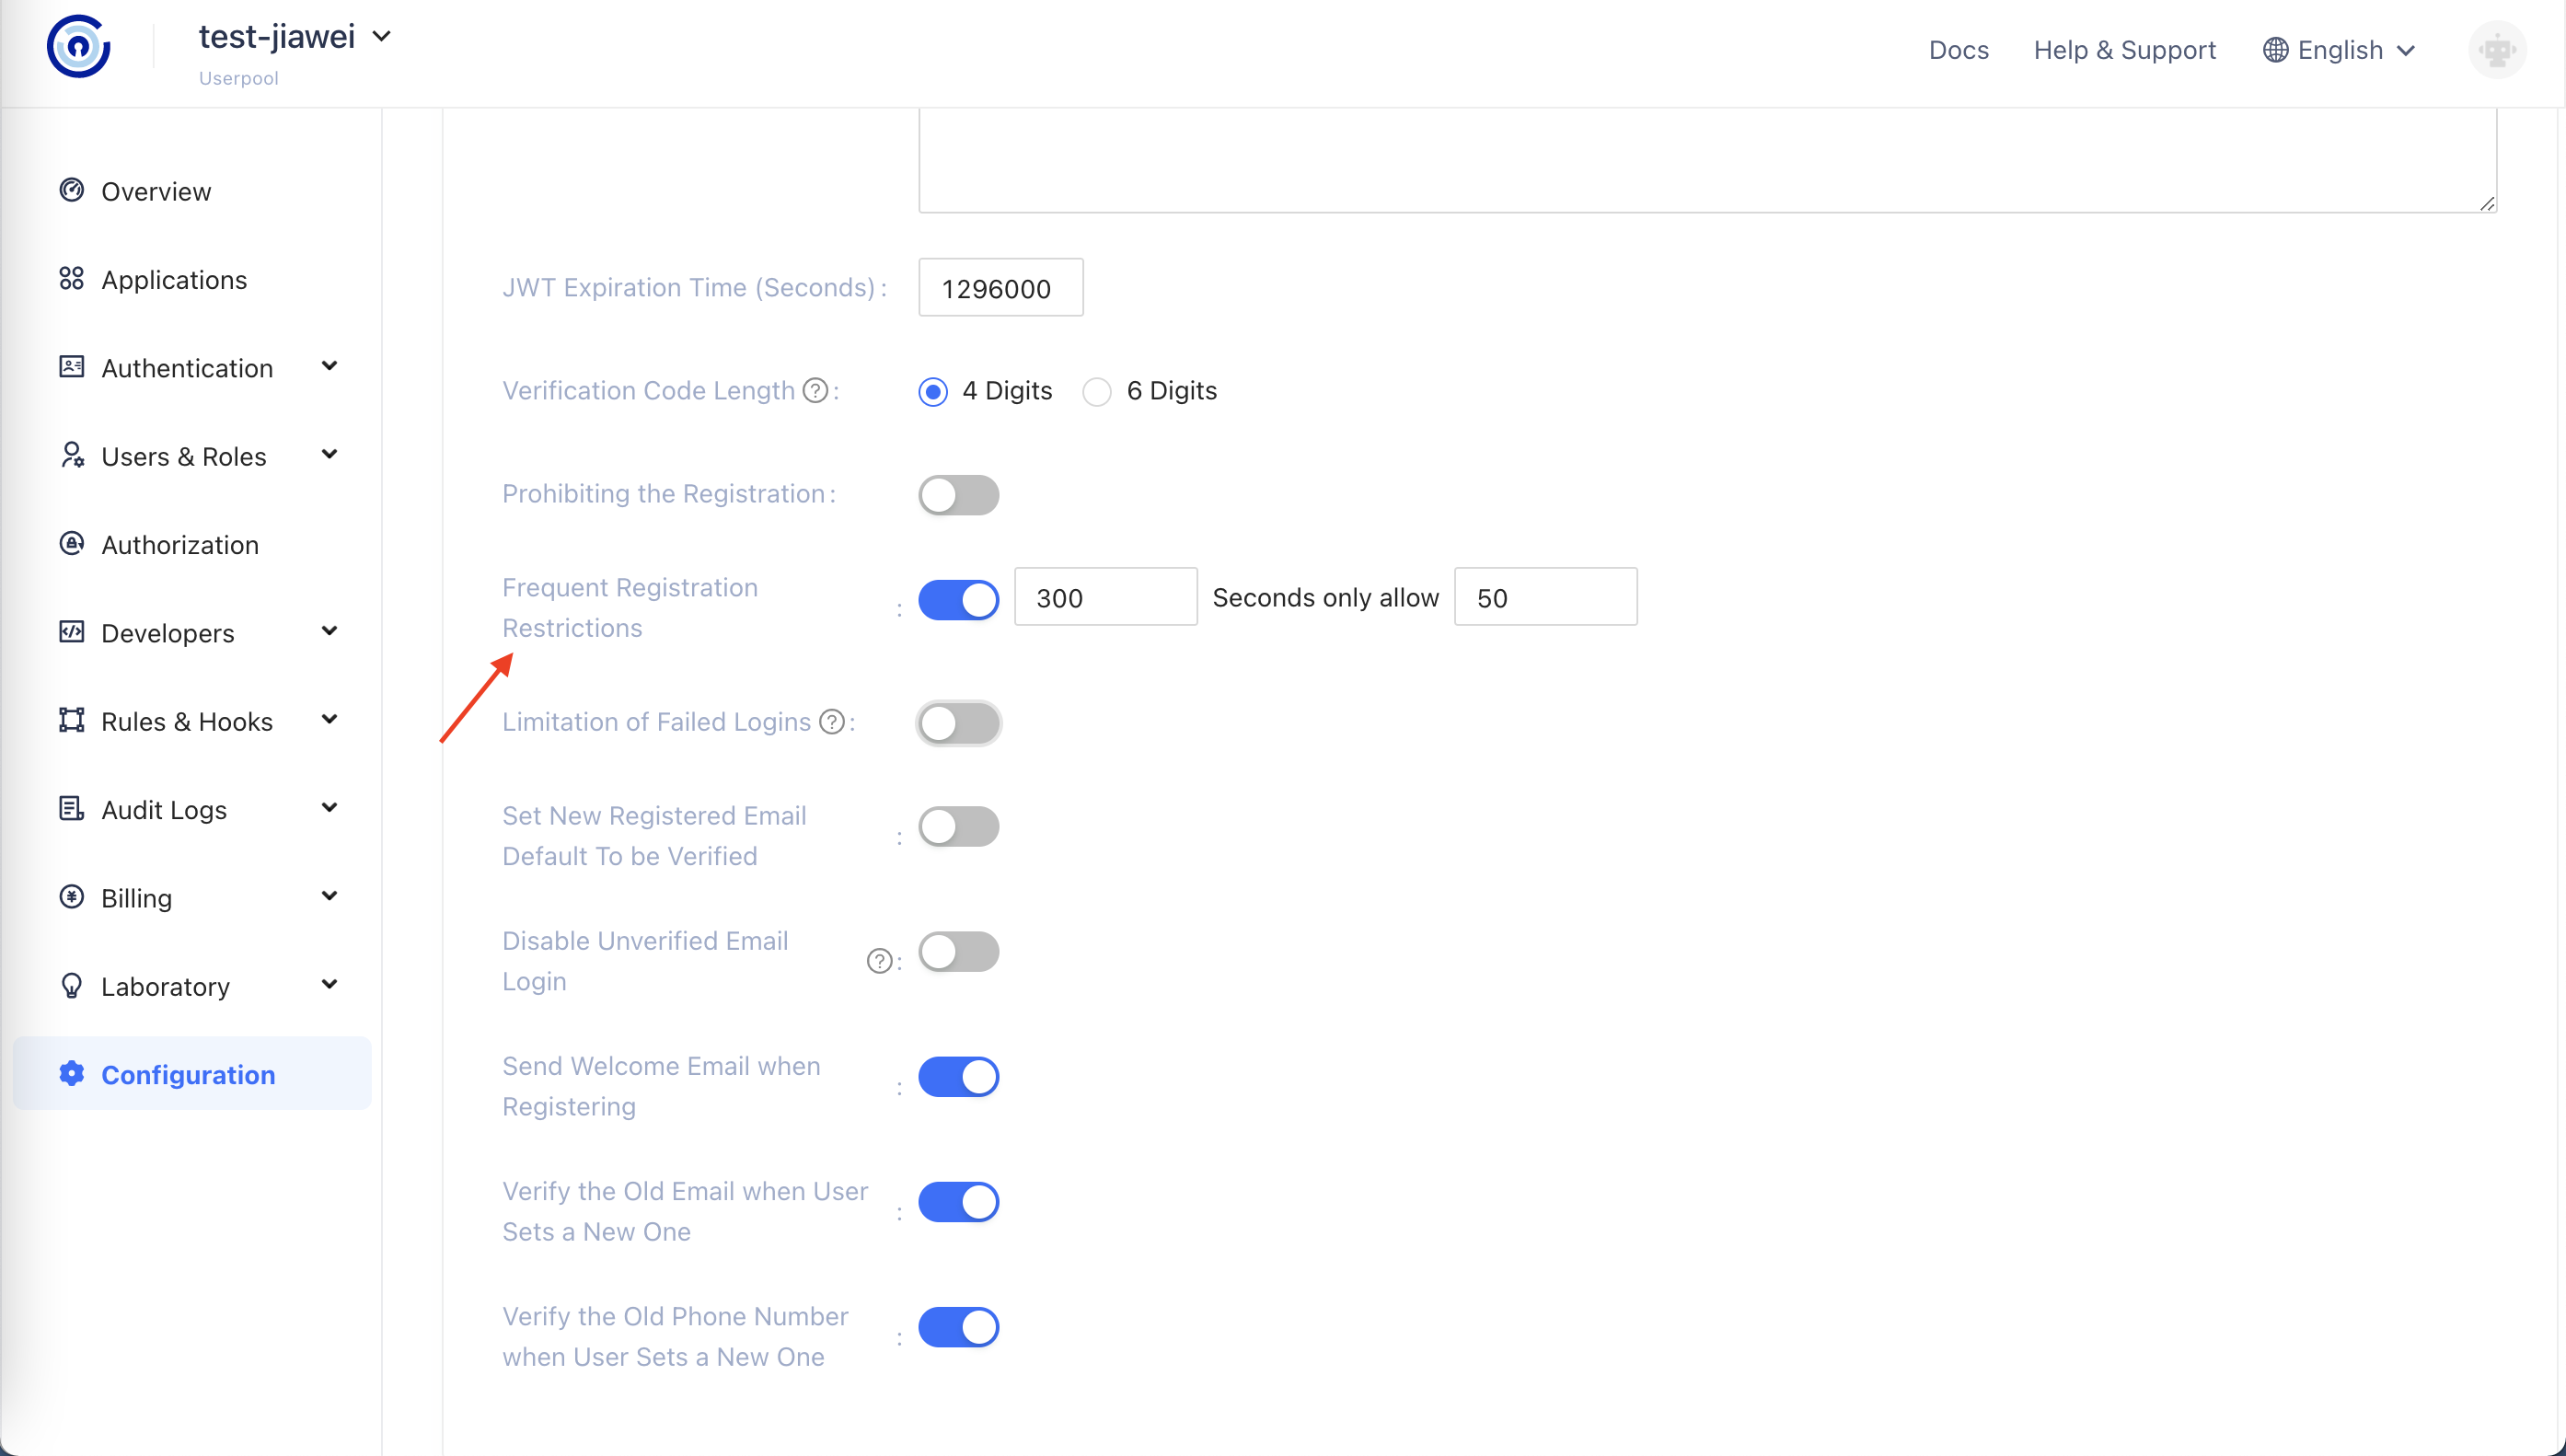 test-jiawei
Userpool
Docs
Help & Support
English
Overview
Applications
Authentication
Users & Roles
Authorization
Developers
Rules & Hooks
Audit Logs
Billing
Laboratory
Configuration
JWT Expiration Time (Seconds) : 1296000
Verification Code Length ? : 4 Digits 6 Digits
Prohibiting the Registration :
Frequent Registration
Restrictions : 300 Seconds only allow 50
Limitation of Failed Logins ? :
Set New Registered Email
Default To be Verified :
Disable Unverified Email
Login ? :
Send Welcome Email when
Registering :
Verify the Old Email when User
Sets a New One :
Verify the Old Phone Number
when User Sets a New One :